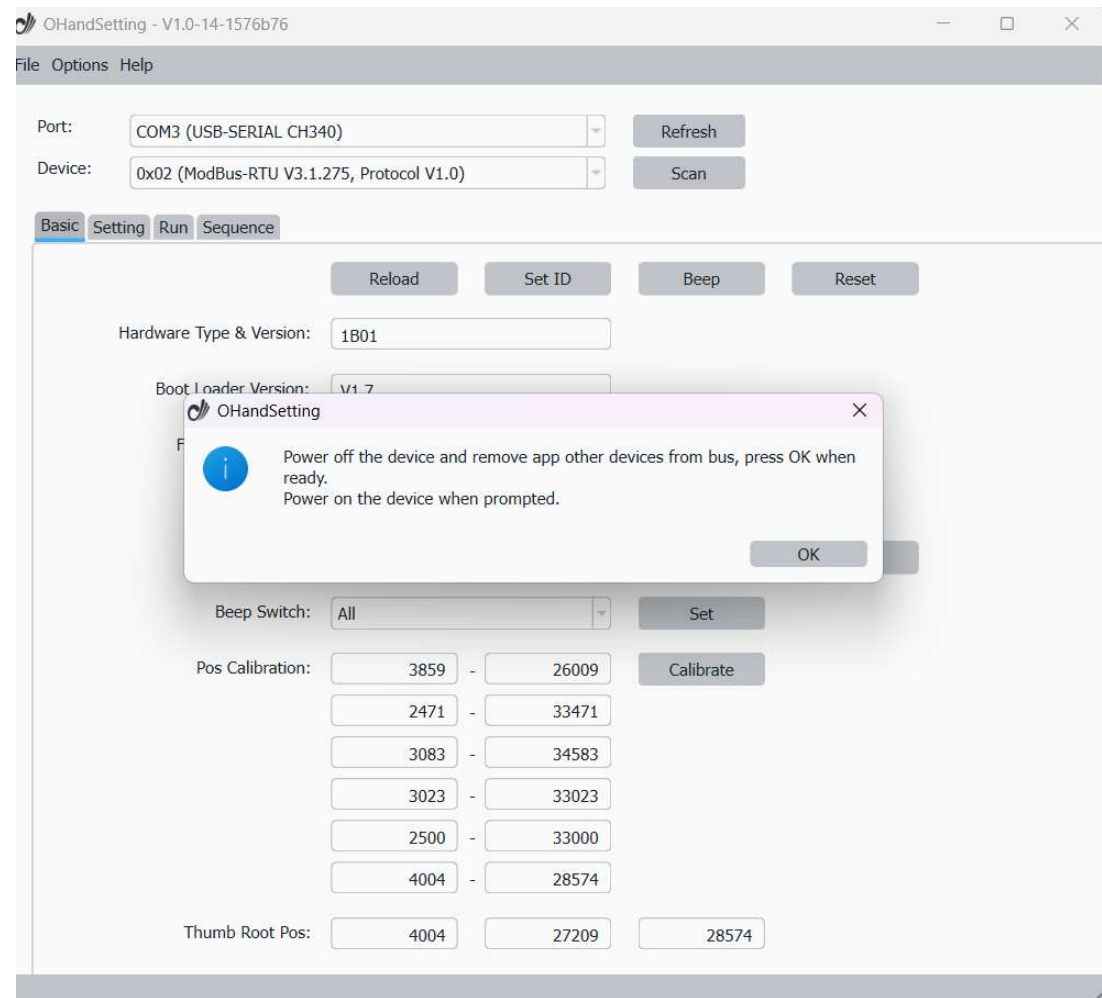 OHandSetting - V1.0-14-1576b76
File Options Help
Port: COM3 (USB-SERIAL CH340) Refresh
Device: 0x02 (ModBus-RTU V3.1.275, Protocol V1.0) Scan
Basic Setting Run Sequence
Reload Set ID Beep Reset
Hardware Type & Version: 1B01
Boot Loader Version: V1.7
OHandSetting
F
Power off the device and remove app other devices from bus, press OK when
ready.
Power on the device when prompted.
OK
Beep Switch: All Set
Pos Calibration: 3859 - 26009 Calibrate
2471 - 33471
3083 - 34583
3023 - 33023
2500 - 33000
4004 - 28574
Thumb Root Pos: 4004 27209 28574